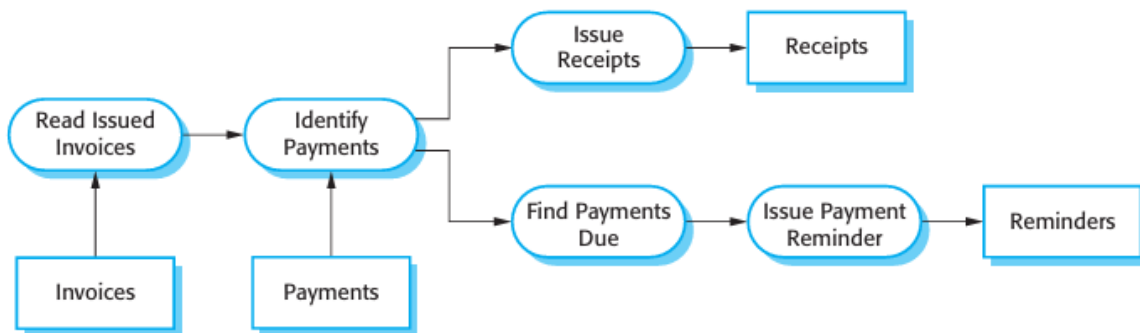 Issue
Receipts
Receipts
Read Issued
Invoices
Identify
Payments
Find Payments
Due
Issue Payment
Reminder
Reminders
Invoices
Payments